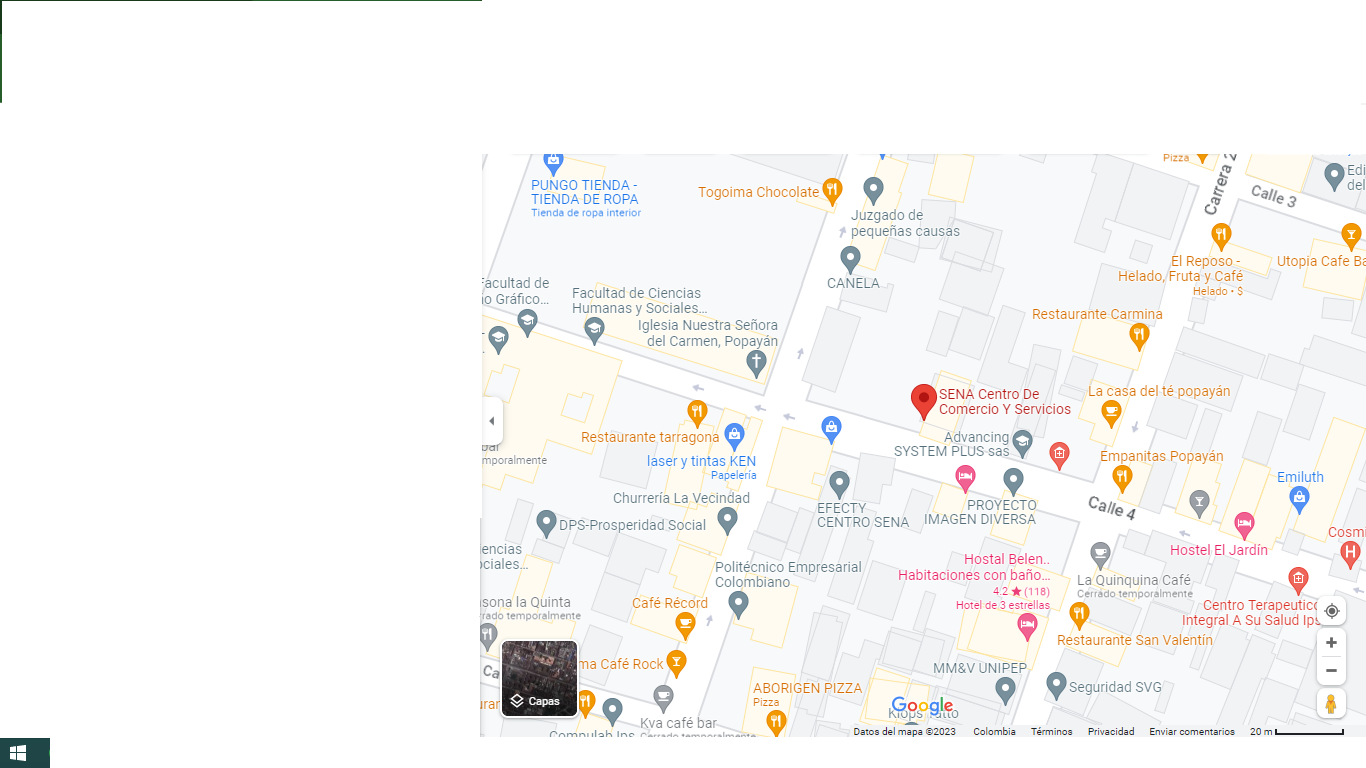 Pizza
PUNGO TIENDA -
TIENDA DE ROPA
Tienda de ropa interior
Togoima Chocolate
Juzgado de
pequeñas causas
Carrera 2
Calle 3
Edi
del
CANELA
El Reposo -
Helado, Fruta y Café
Helado • $
Utopia Cafe Ba
Facultad de
io Gráfico...
Facultad de Ciencias
Humanas y Sociales...
Iglesia Nuestra Señora
del Carmen, Popayán
Restaurante Carmina
SENA Centro De
Comercio Y Servicios
La casa del té popayán
Restaurante tarragona
Advancing
SYSTEM PLUS sas
bar
mporalmente
laser y tintas KEN
Papelería
Empanitas Popayán
Emiluth
Churrería La Vecindad
EFECTY
CENTRO SENA
PROYECTO
IMAGEN DIVERSA
Calle 4
DPS-Prosperidad Social
Hostel El Jardín
Cosmi
H
encias
ociales...
Politécnico Empresarial
Colombiano
Hostal Belen..
Habitaciones con baño...
4.2 ★ (118)
Hotel de 3 estrellas
La Quinquina Café
Cerrado temporalmente
Centro Terapeutico
Integral A Su Salud Ips
asona la Quinta
errado temporalmente
Café Récord
Restaurante San Valentín
ma Café Rock
MM&V UNIPEP
Seguridad SVG
Ca
Capas
ABORIGEN PIZZA
Pizza
uran
Kva café bar
Cerrado temporalmente
Compulab Ips
Google
Datos del mapa ©2023
Colombia
Términos
Privacidad
Enviar comentarios
20 m